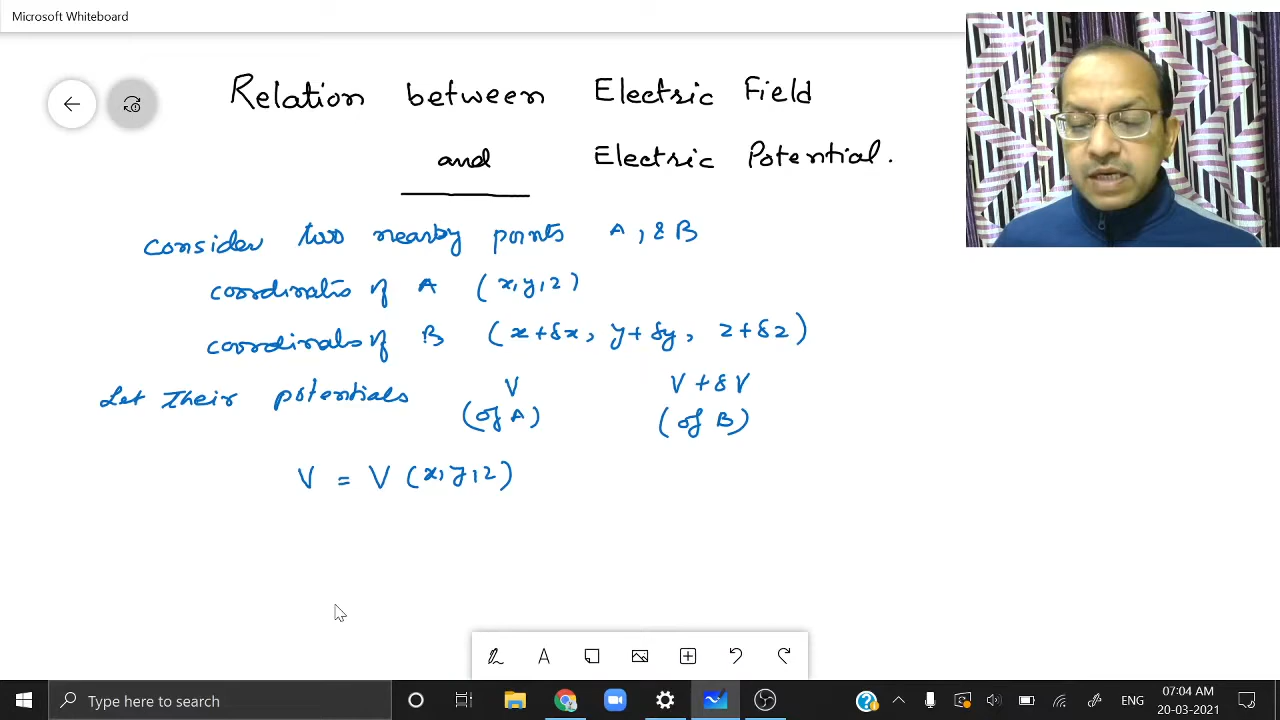 Microsoft Whiteboard
Relation between Electric Field
and Electric Potential.
consider two nearby points A, & B
coordinates of A (x, y, z)
coordinates of B (x+δx, y+δy, z+δz)
Let their potentials V V+δV
(of A) (of B)
V = V (x, y, z)
Type here to search
ENG
07:04 AM
20-03-2021